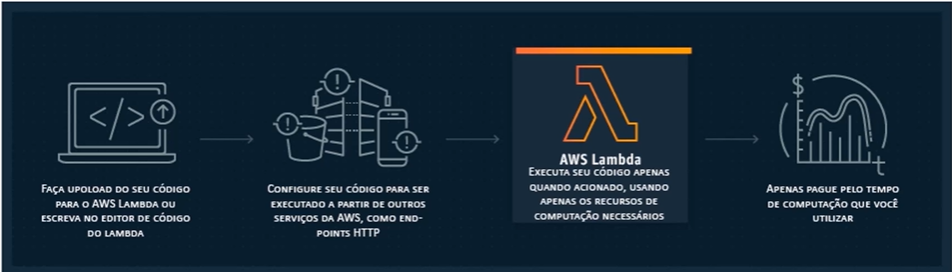 FAÇA UPOLOAD DO SEU CÓDIGO
PARA O AWS LAMBDA OU
ESCREVA NO EDITOR DE CÓDIGO
DO LAMBDA
CONFIGURE SEU CÓDIGO PARA SER
EXECUTADO A PARTIR DE OUTROS
SERVIÇOS DA AWS, COMO END-
POINTS HTTP
AWS Lambda
EXECUTA SEU CÓDIGO APENAS
QUANDO ACIONADO, USANDO
APENAS OS RECURSOS DE
COMPUTAÇÃO NECESSÁRIOS
$
t
APENAS PAGUE PELO TEMPO
DE COMPUTAÇÃO QUE VOCÊ
UTILIZAR